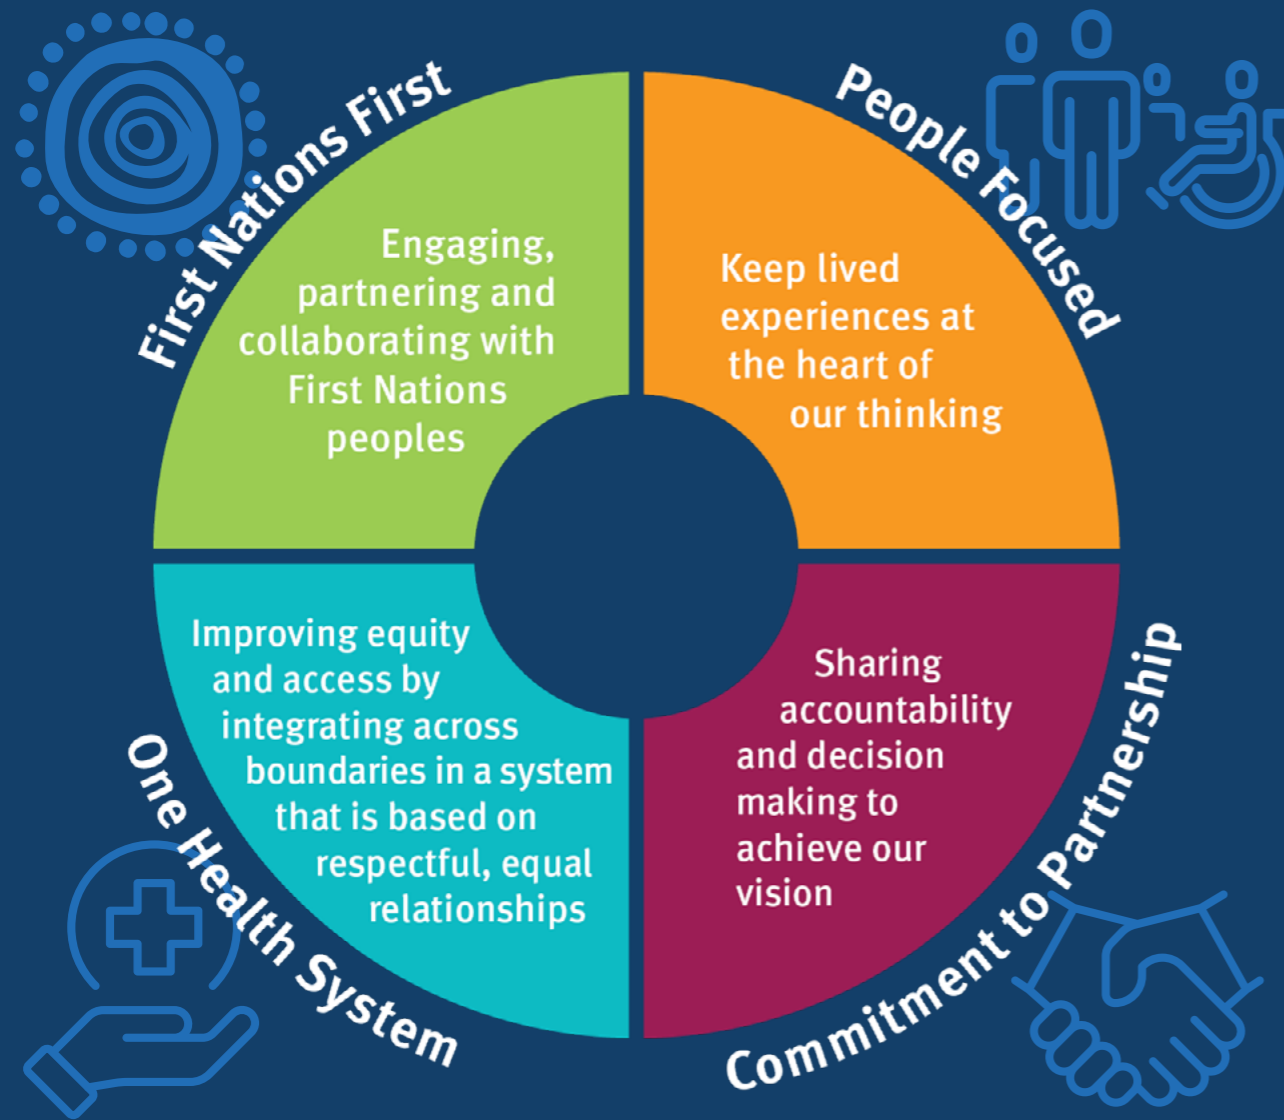 First Nations First
Engaging,
partnering and
collaborating with
First Nations
peoples
People Focused
Keep lived
experiences at
the heart of
our thinking
One Health System
Improving equity
and access by
integrating across
boundaries in a system
that is based on
respectful, equal
relationships
Commitment to Partnership
Sharing
accountability
and decision
making to
achieve our
vision